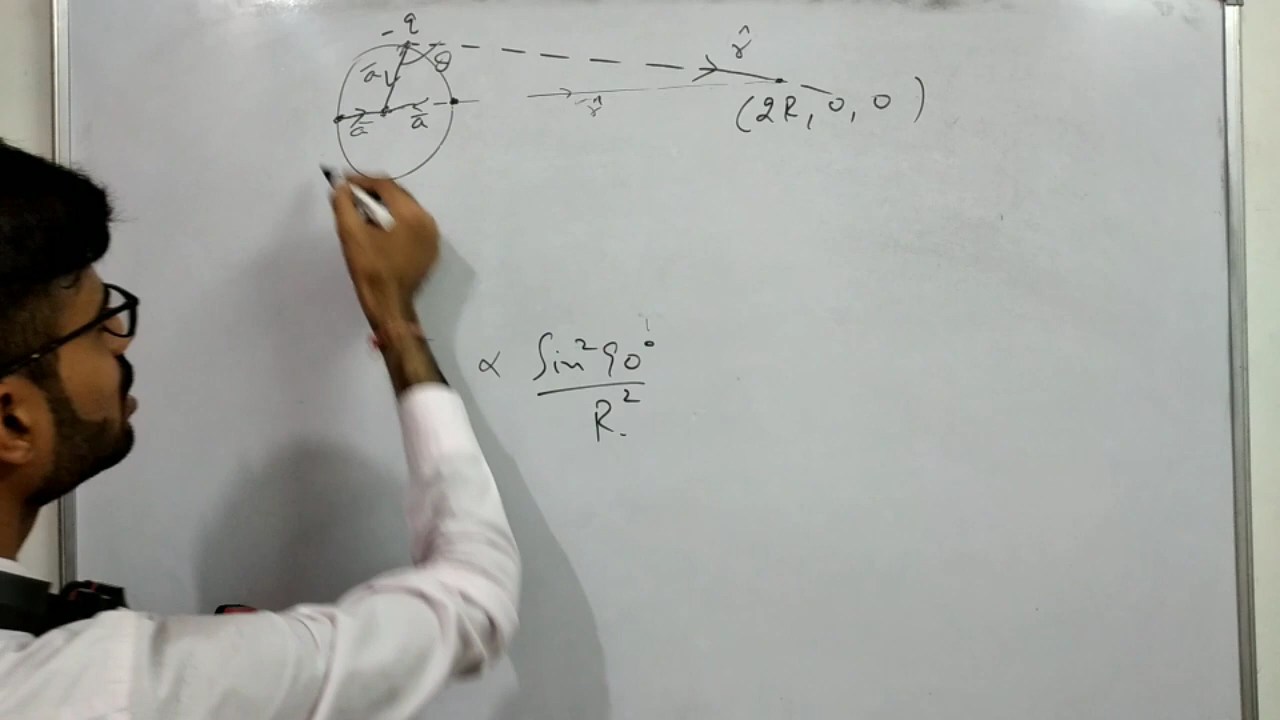 -q
r̂
θ
a
(2R, 0, 0)
r̂
a
a
∝ Sin²90°
R²